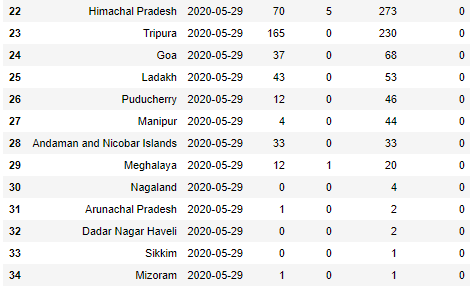 22 Himachal Pradesh 2020-05-29 70 5 273 0
23 Tripura 2020-05-29 165 0 230 0
24 Goa 2020-05-29 37 0 68 0
25 Ladakh 2020-05-29 43 0 53 0
26 Puducherry 2020-05-29 12 0 46 0
27 Manipur 2020-05-29 4 0 44 0
28 Andaman and Nicobar Islands 2020-05-29 33 0 33 0
29 Meghalaya 2020-05-29 12 1 20 0
30 Nagaland 2020-05-29 0 0 4 0
31 Arunachal Pradesh 2020-05-29 1 0 2 0
32 Dadar Nagar Haveli 2020-05-29 0 0 2 0
33 Sikkim 2020-05-29 0 0 1 0
34 Mizoram 2020-05-29 1 0 1 0